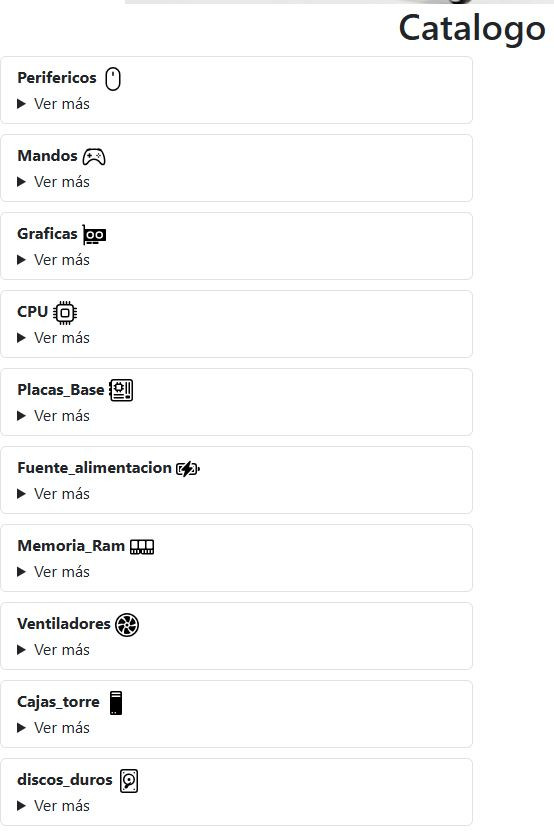 Catalogo
Perifericos
Ver más
Mandos
Ver más
Graficas
Ver más
CPU
Ver más
Placas_Base
Ver más
Fuente_alimentacion
Ver más
Memoria_Ram
Ver más
Ventiladores
Ver más
Cajas_torre
Ver más
discos_duros
Ver más